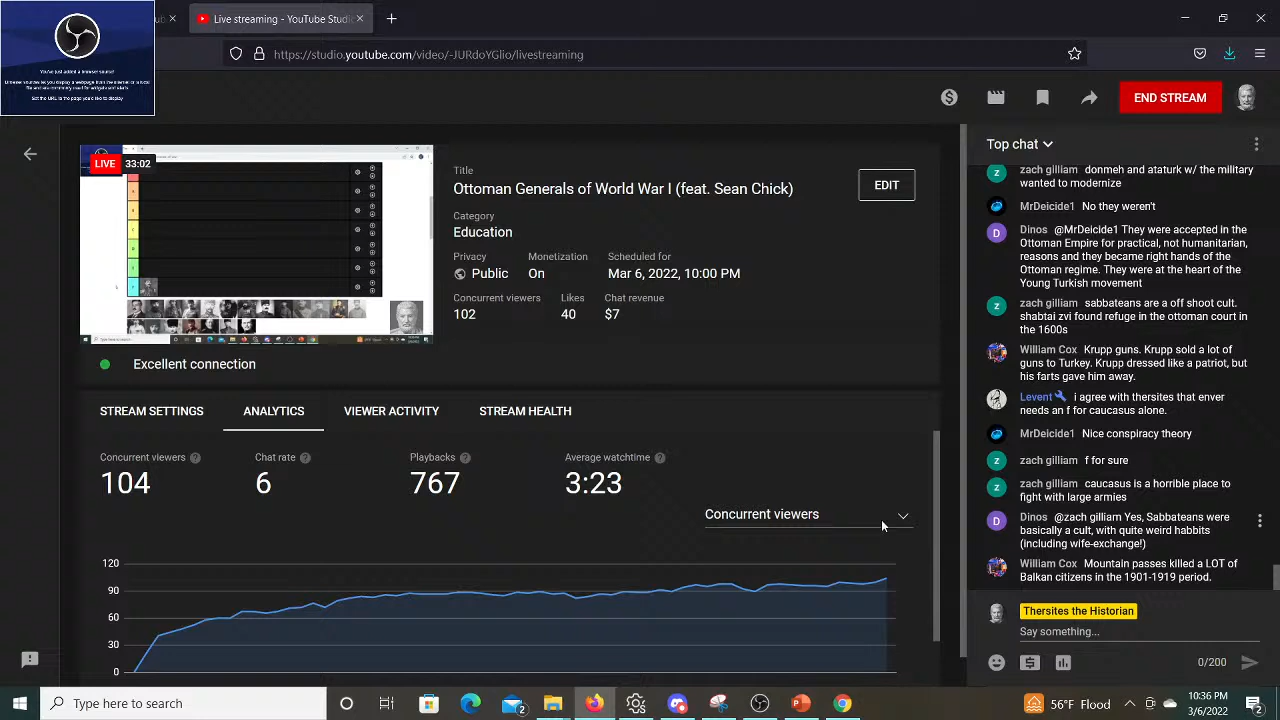 You've just added a browser source!
ub
Live streaming - YouTube Studio
https://studio.youtube.com/video/-JURdoYGlio/livestreaming
END STREAM
LIVE 33:02
Title
Ottoman Generals of World War I (feat. Sean Chick)
EDIT
Category
Education
Privacy Monetization Scheduled for
Public On Mar 6, 2022, 10:00 PM
Concurrent viewers Likes Chat revenue
102 40 $7
Excellent connection
STREAM SETTINGS ANALYTICS VIEWER ACTIVITY STREAM HEALTH
Concurrent viewers Chat rate Playbacks Average watchtime
104 6 767 3:23
Concurrent viewers
120
90
60
30
0
Top chat
zach gilliam donmeh and ataturk w/ the military
wanted to modernize
MrDeicide1 No they weren't
Dinos @MrDeicide1 They were accepted in the
Ottoman Empire for practical, not humanitarian,
reasons and they became right hands of the
Ottoman regime. They were at the heart of the
Young Turkish movement
zach gilliam sabbateans are a off shoot cult.
shabtai zvi found refuge in the ottoman court in
the 1600s
William Cox Krupp guns. Krupp sold a lot of
guns to Turkey. Krupp dressed like a patriot, but
his farts gave him away.
Levent i agree with thersites that enver
needs an f for caucasus alone.
MrDeicide1 Nice conspiracy theory
zach gilliam f for sure
zach gilliam caucasus is a horrible place to
fight with large armies
Dinos @zach gilliam Yes, Sabbateans were
basically a cult, with quite weird habbits
(including wife-exchange!)
William Cox Mountain passes killed a LOT of
Balkan citizens in the 1901-1919 period.
Thersites the Historian
Say something...
0/200
Type here to search
2
56°F Flood
10:36 PM
3/6/2022
2